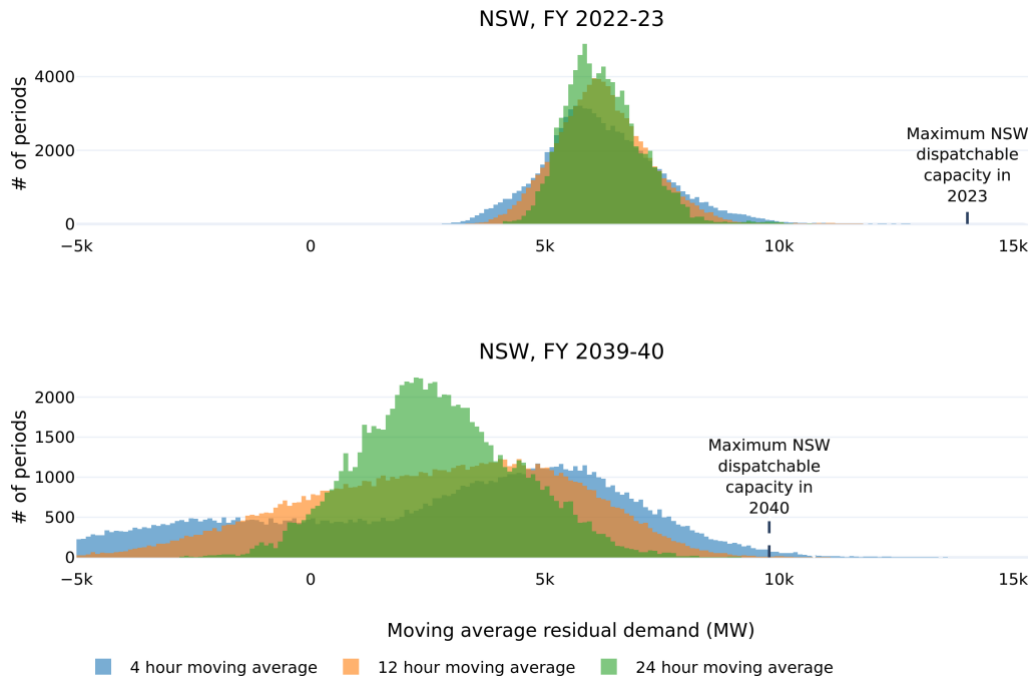 NSW, FY 2022-23
# of periods
4000
2000
0
Maximum NSW
dispatchable
capacity in
2023
−5k 0 5k 10k 15k
NSW, FY 2039-40
# of periods
2000
1500
1000
500
0
Maximum NSW
dispatchable
capacity in
2040
−5k 0 5k 10k 15k
Moving average residual demand (MW)
4 hour moving average 12 hour moving average 24 hour moving average